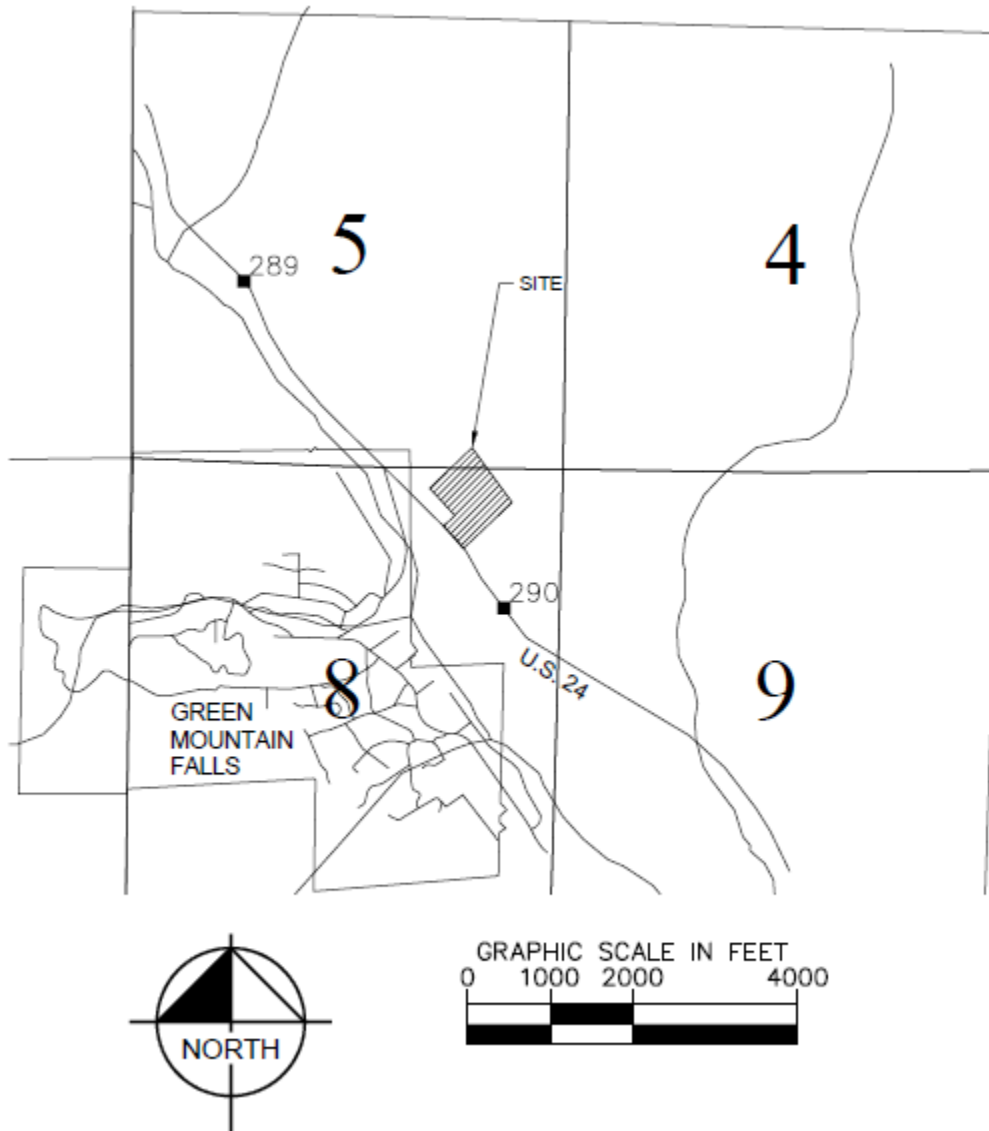 5
4
289
SITE
290
U.S. 24
8
9
GREEN
MOUNTAIN
FALLS
GRAPHIC SCALE IN FEET
0 1000 2000 4000
NORTH